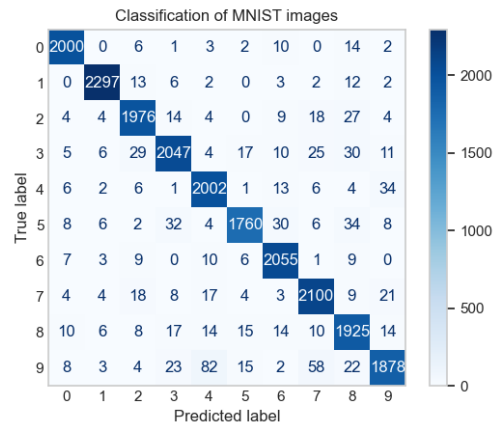 Classification of MNIST images
0 2000 0 6 1 3 2 10 0 14 2
1 0 2297 13 6 2 0 3 2 12 2
2 4 4 1976 14 4 0 9 18 27 4
3 5 6 29 2047 4 17 10 25 30 11
4 6 2 6 1 2002 1 13 6 4 34
5 8 6 2 32 4 1760 30 6 34 8
6 7 3 9 0 10 6 2055 1 9 0
7 4 4 18 8 17 4 3 2100 9 21
8 10 6 8 17 14 15 14 10 1925 14
9 8 3 4 23 82 15 2 58 22 1878
0 1 2 3 4 5 6 7 8 9
Predicted label
True label
2000
1500
1000
500
0